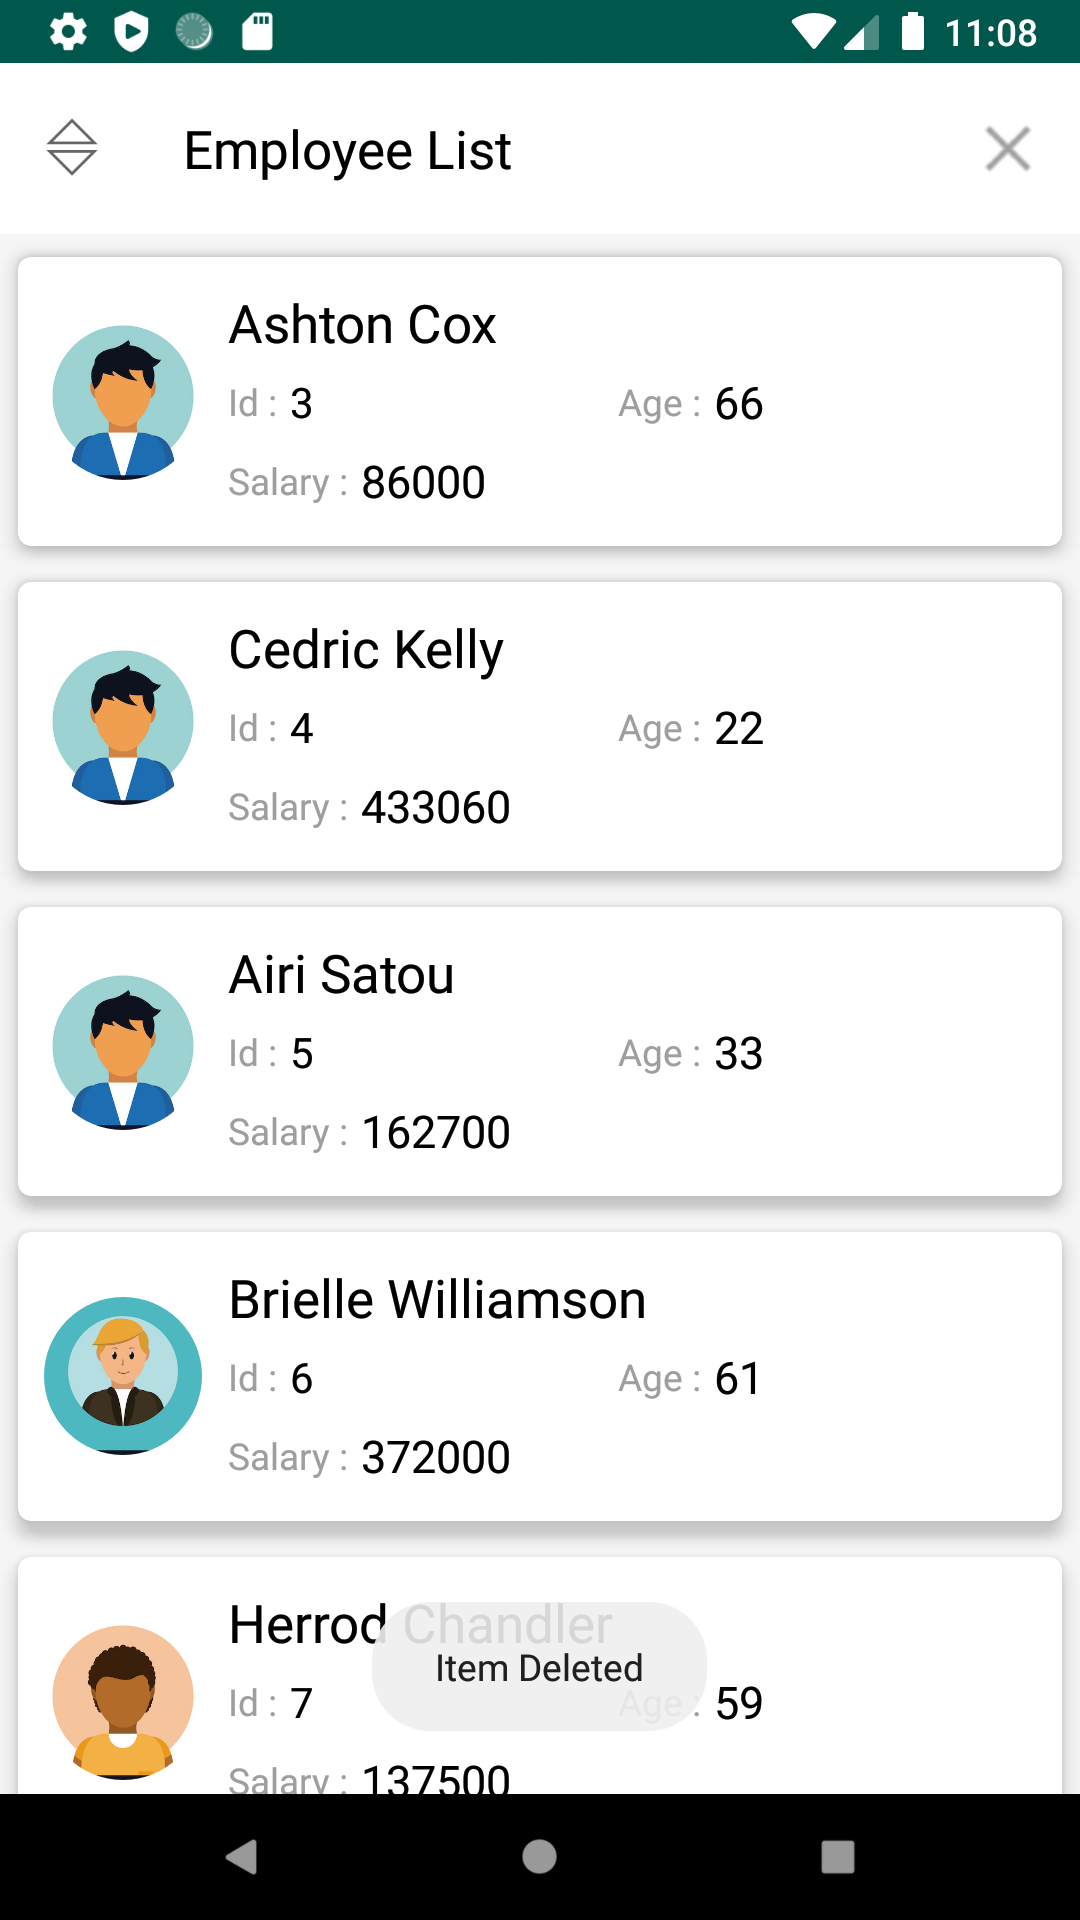 11:08
Employee List
Ashton Cox
Id : 3 Age : 66
Salary : 86000
Cedric Kelly
Id : 4 Age : 22
Salary : 433060
Airi Satou
Id : 5 Age : 33
Salary : 162700
Brielle Williamson
Id : 6 Age : 61
Salary : 372000
Herrod Chandler
Item Deleted
Id : 7 Age : 59
Salary : 137500